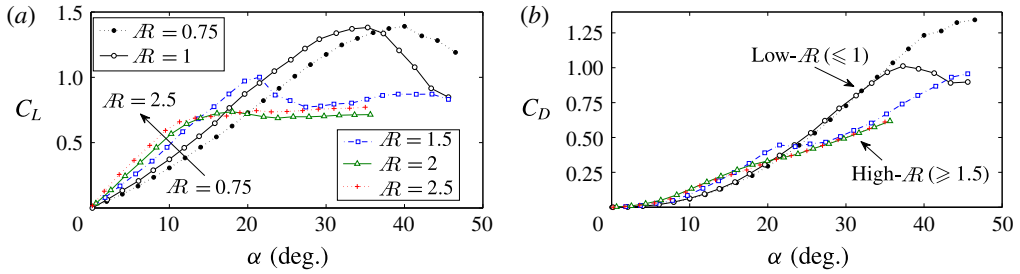 (a)
1.5
1.0
0.5
C_L
Æ = 0.75
Æ = 1
Æ = 2.5
Æ = 0.75
Æ = 1.5
Æ = 2
Æ = 2.5
0 10 20 30 40 50
α (deg.)
(b)
1.25
1.00
0.75
0.50
0.25
C_D
Low-Æ (⩽ 1)
High-Æ (⩾ 1.5)
0 10 20 30 40 50
α (deg.)